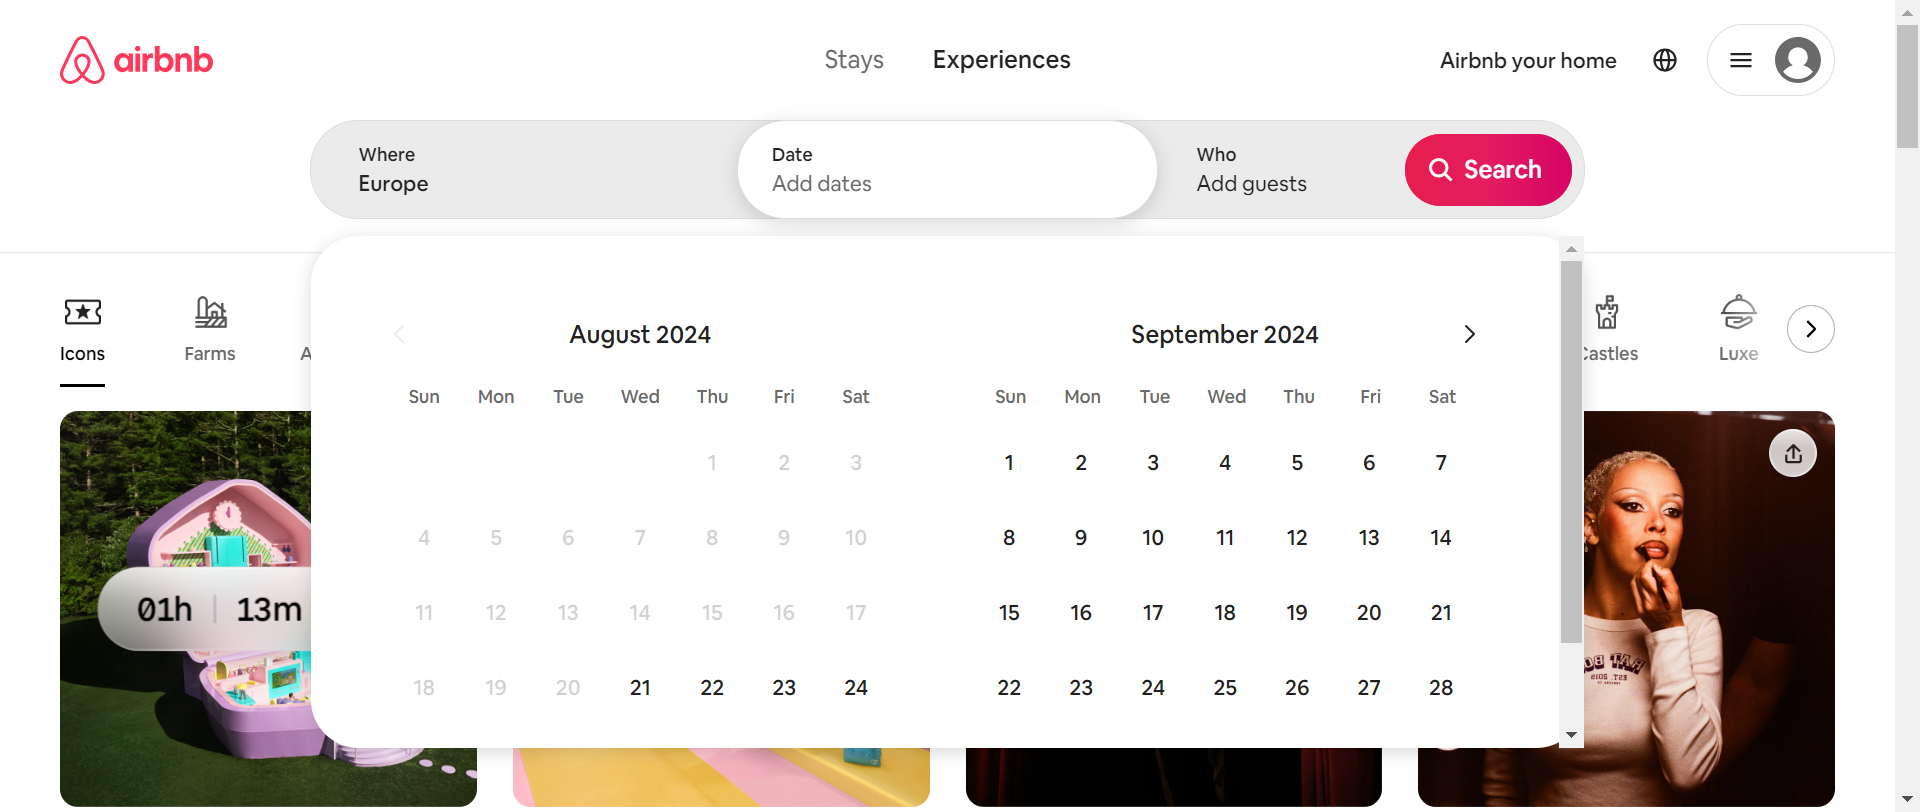 airbnb
Stays
Experiences
Airbnb your home
Where
Europe
Date
Add dates
Who
Add guests
Search
Icons
Farms
A
Castles
Luxe
August 2024
Sun Mon Tue Wed Thu Fri Sat
1 2 3
4 5 6 7 8 9 10
11 12 13 14 15 16 17
18 19 20 21 22 23 24
September 2024
Sun Mon Tue Wed Thu Fri Sat
1 2 3 4 5 6 7
8 9 10 11 12 13 14
15 16 17 18 19 20 21
22 23 24 25 26 27 28
01h 13m